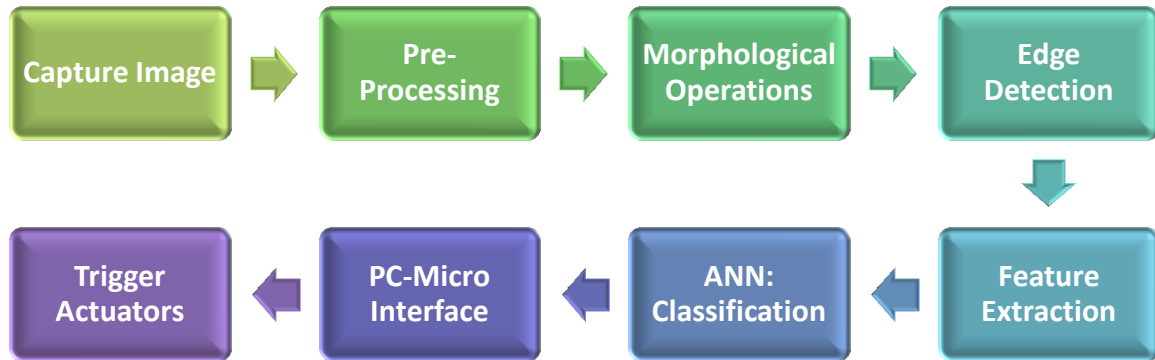 Capture Image
Pre-
Processing
Morphological
Operations
Edge
Detection
Feature
Extraction
ANN:
Classification
PC-Micro
Interface
Trigger
Actuators